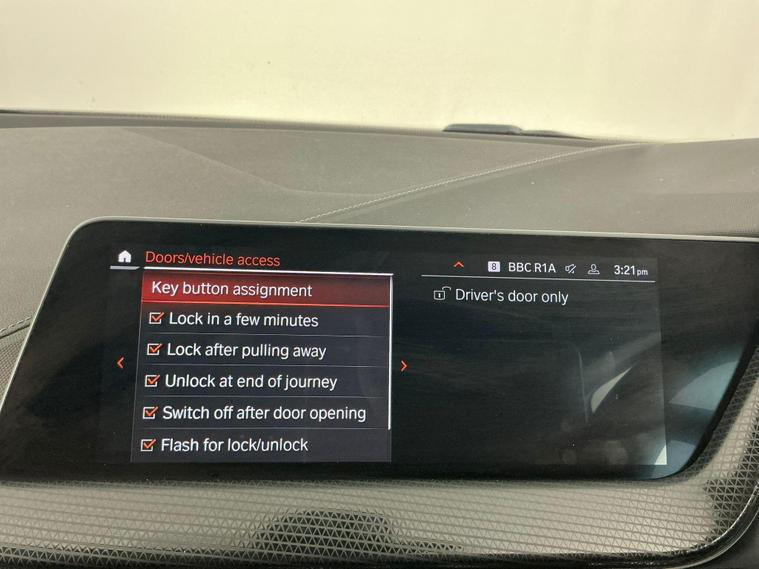 Doors/vehicle access
8 BBC R1A 3:21pm
Key button assignment
Driver's door only
Lock in a few minutes
Lock after pulling away
Unlock at end of journey
Switch off after door opening
Flash for lock/unlock